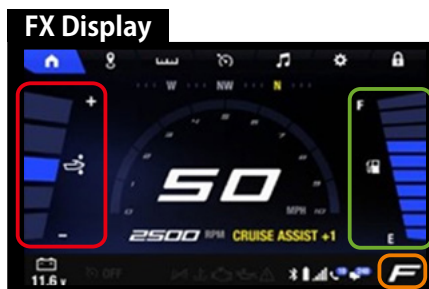 FX Display
W NW N
+ F
50
MPH
- E
2500 RPM CRUISE ASSIST +1
OFF
11.6 v F